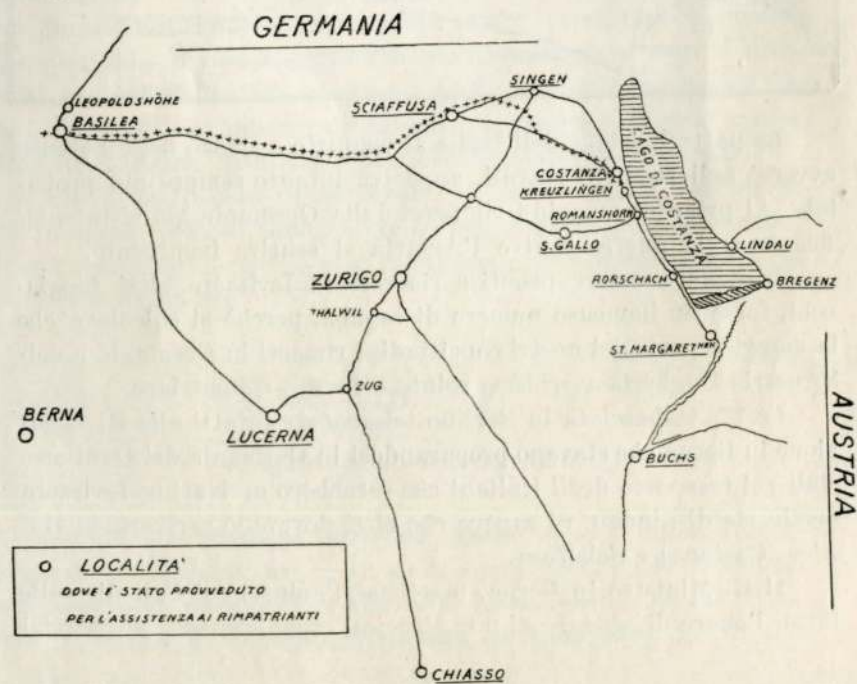 GERMANIA
SINGEN
LEOPOLDSHÖHE
SCIAFFUSA
BASILEA
COSTANZA
KREUZLINGEN
LAGO DI COSTANZA
ROMANSHORN
S. GALLO
LINDAU
ZURIGO
RORSCHACH
BREGENZ
THALWIL
ST. MARGARETHEN
ZUG
BERNA
LUCERNA
AUSTRIA
BUCHS
LOCALITÀ
DOVE E' STATO PROVVEDUTO
PER L'ASSISTENZA AI RIMPATRIANTI
CHIASSO